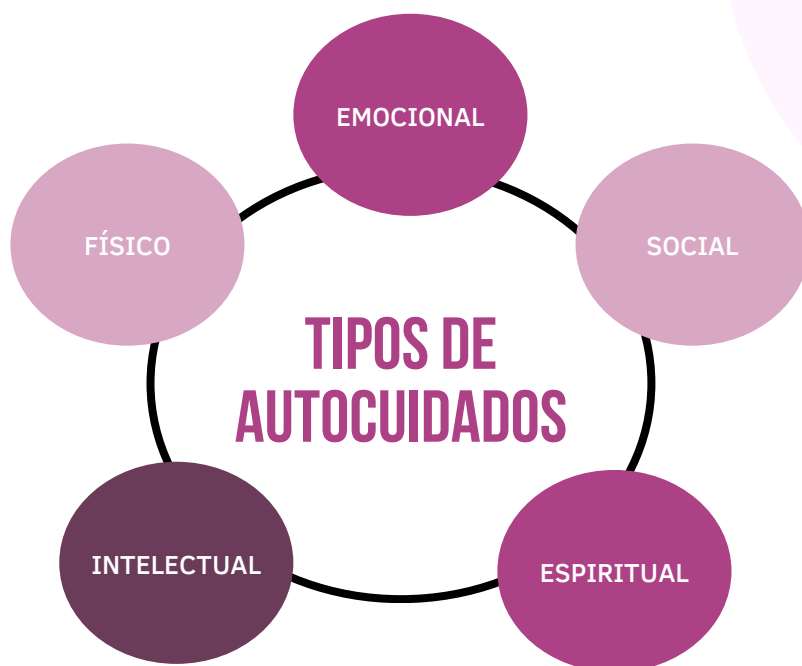 EMOCIONAL
FÍSICO
SOCIAL
TIPOS DE
AUTOCUIDADOS
INTELECTUAL
ESPIRITUAL